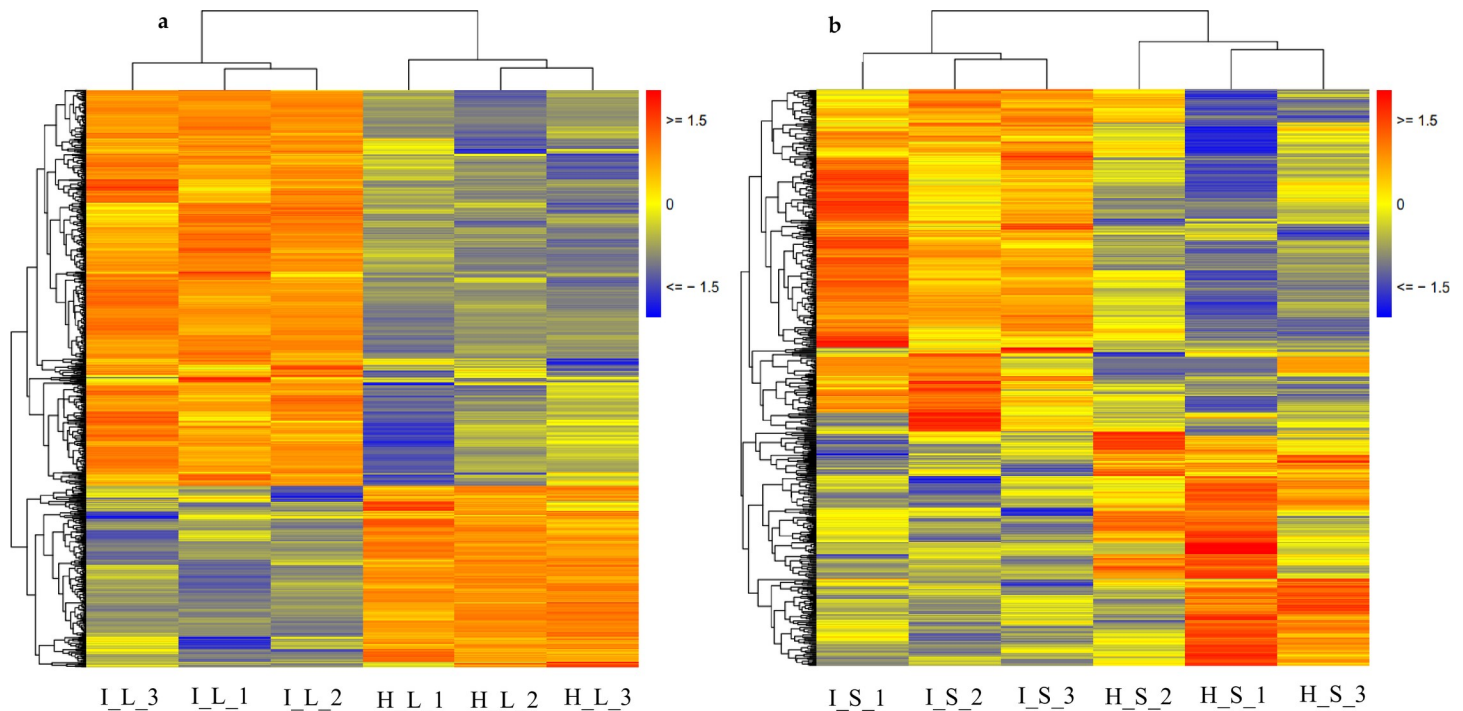 a
b
>= 1.5
0
<= − 1.5
>= 1.5
0
<= − 1.5
I_L_3 I_L_1 I_L_2 H_L_1 H_L_2 H_L_3
I_S_1 I_S_2 I_S_3 H_S_2 H_S_1 H_S_3